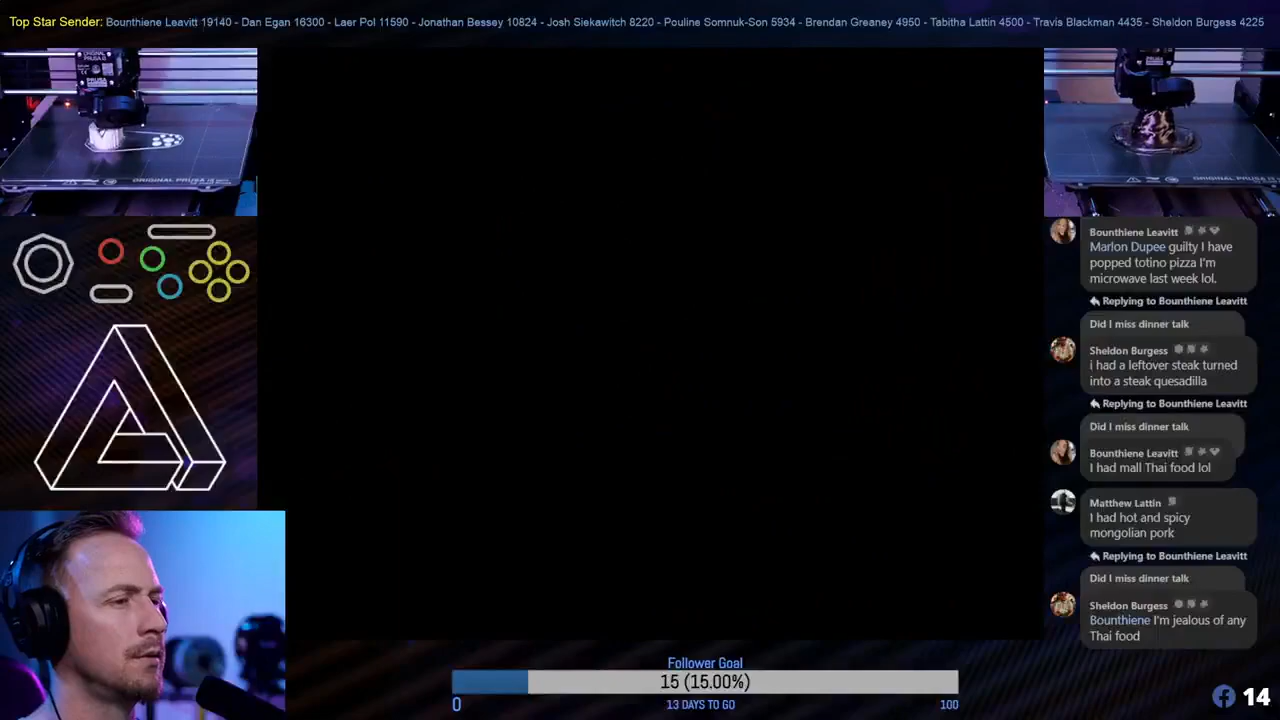 Top Star Sender: Bounthiene Leavitt 19140 - Dan Egan 16300 - Laer Pol 11590 - Jonathan Bessey 10824 - Josh Siekawitch 8220 - Pouline Somnuk-Son 5934 - Brendan Greaney 4950 - Tabitha Lattin 4500 - Travis Blackman 4435 - Sheldon Burgess 4225
ORIGINAL PRUSA
ORIGINAL PRUSA
Bounthiene Leavitt
Marlon Dupee guilty I have
popped totino pizza I'm
microwave last week lol.
Replying to Bounthiene Leavitt
Did I miss dinner talk
Sheldon Burgess
i had a leftover steak turned
into a steak quesadilla
Replying to Bounthiene Leavitt
Did I miss dinner talk
Bounthiene Leavitt
I had mall Thai food lol
Matthew Lattin
I had hot and spicy
mongolian pork
Replying to Bounthiene Leavitt
Did I miss dinner talk
Sheldon Burgess
Bounthiene I'm jealous of any
Thai food
Follower Goal
15 (15.00%)
0
13 DAYS TO GO
100
14